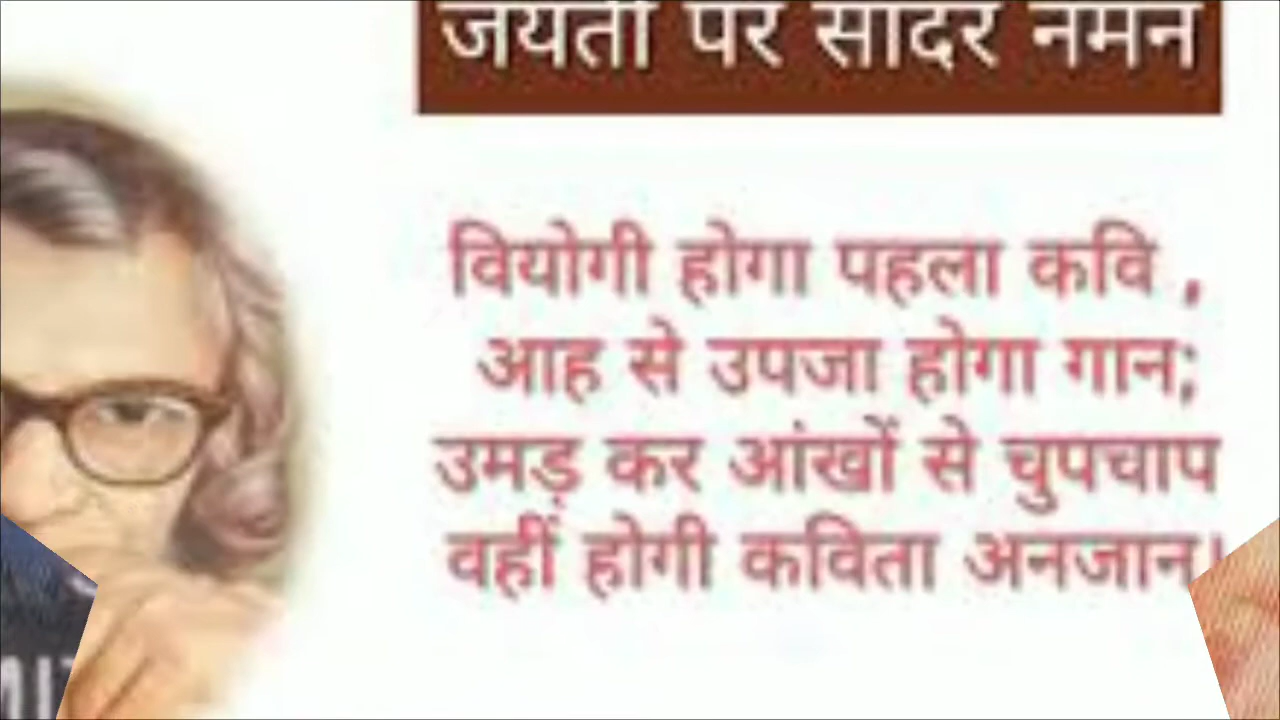 जयंती पर सादर नमन
वियोगी होगा पहला कवि ,
आह से उपजा होगा गान;
उमड़ कर आंखों से चुपचाप
वहीं होगी कविता अनजान।